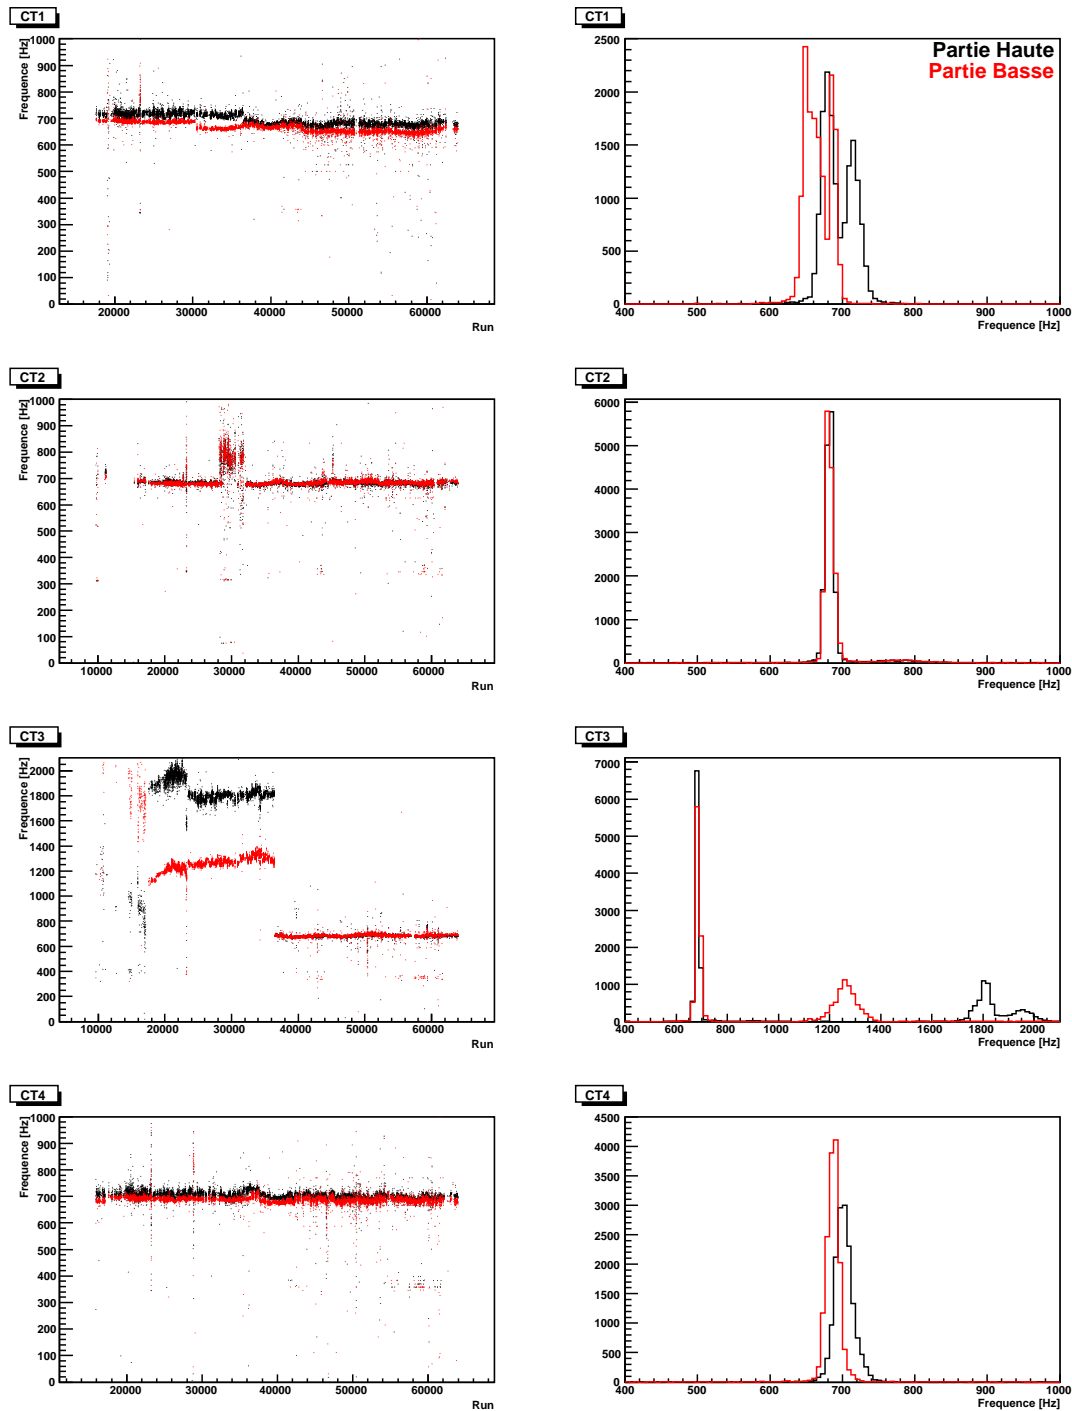 CT1
Frequence [Hz]
1000
900
800
700
600
500
400
300
200
100
0
20000 30000 40000 50000 60000
Run
CT1
Partie Haute
Partie Basse
2500
2000
1500
1000
500
0
400 500 600 700 800 900 1000
Frequence [Hz]
CT2
Frequence [Hz]
1000
900
800
700
600
500
400
300
200
100
0
10000 20000 30000 40000 50000 60000
Run
CT2
6000
5000
4000
3000
2000
1000
0
400 500 600 700 800 900 1000
Frequence [Hz]
CT3
Frequence [Hz]
2000
1800
1600
1400
1200
1000
800
600
400
200
0
10000 20000 30000 40000 50000 60000
Run
CT3
7000
6000
5000
4000
3000
2000
1000
0
400 600 800 1000 1200 1400 1600 1800 2000
Frequence [Hz]
CT4
Frequence [Hz]
1000
900
800
700
600
500
400
300
200
100
0
20000 30000 40000 50000 60000
Run
CT4
4500
4000
3500
3000
2500
2000
1500
1000
500
0
400 500 600 700 800 900 1000
Frequence [Hz]